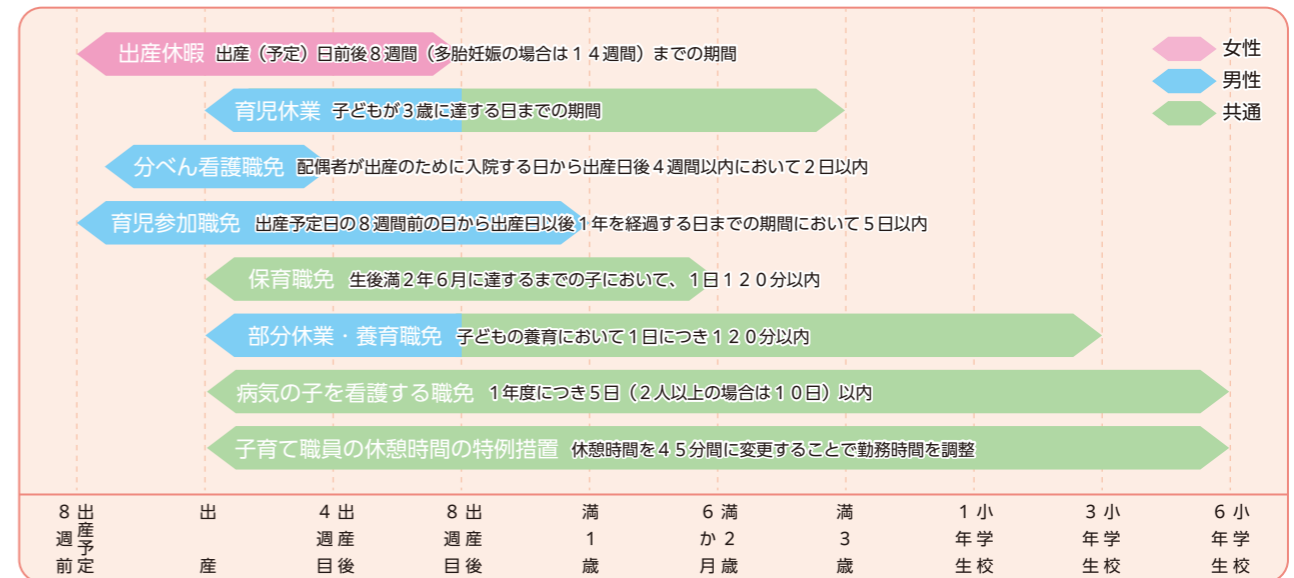 出産休暇 出産（予定）日前後８週間（多胎妊娠の場合は１４週間）までの期間
女性
男性
共通
育児休業 子どもが３歳に達する日までの期間
分べん看護職免 配偶者が出産のために入院する日から出産日後４週間以内において２日以内
育児参加職免 出産予定日の８週間前の日から出産日以後１年を経過する日までの期間において５日以内
保育職免 生後満２年６月に達するまでの子において、１日１２０分以内
部分休業・養育職免 子どもの養育において１日につき１２０分以内
病気の子を看護する職免 １年度につき５日（２人以上の場合は１０日）以内
子育て職員の休憩時間の特例措置 休憩時間を４５分間に変更することで勤務時間を調整
出産予定
８週前
出産
出産後
４週目
出産後
８週目
満１歳
満２歳
６か月
満３歳
小学校
１年生
小学校
３年生
小学校
６年生